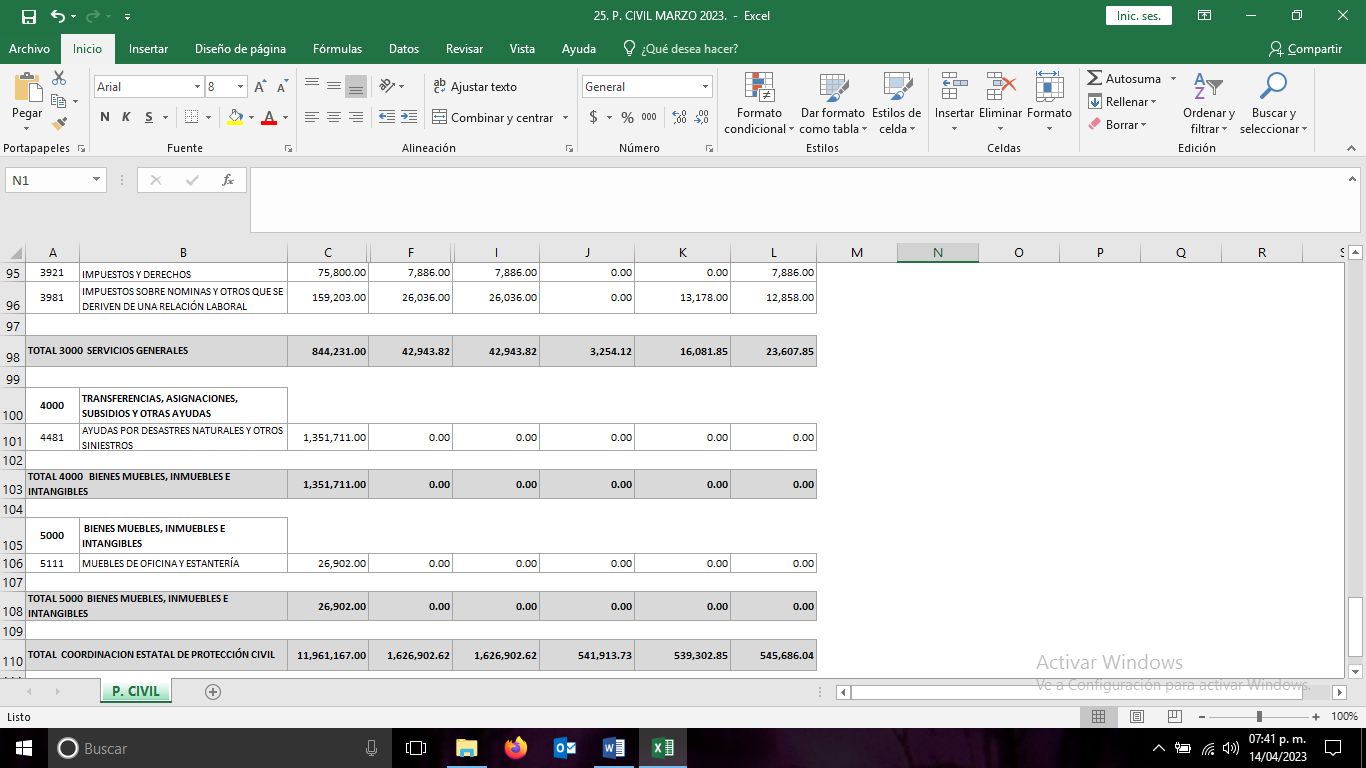 25. P. CIVIL MARZO 2023. - Excel
Inic. ses.
Archivo Inicio Insertar Diseño de página Fórmulas Datos Revisar Vista Ayuda ¿Qué desea hacer? Compartir
Pegar
Arial 8
N K S
Ajustar texto
Combinar y centrar
General
$ % 000
Formato condicional
Dar formato como tabla
Estilos de celda
Insertar Eliminar Formato
Autosuma
Rellenar
Borrar
Ordenar y filtrar
Buscar y seleccionar
Portapapeles Fuente Alineación Número Estilos Celdas Edición
N1 fx
A B C F I J K L M N O P Q R S
95 3921 IMPUESTOS Y DERECHOS 75,800.00 7,886.00 7,886.00 0.00 0.00 7,886.00
96 3981 IMPUESTOS SOBRE NOMINAS Y OTROS QUE SE
DERIVEN DE UNA RELACIÓN LABORAL 159,203.00 26,036.00 26,036.00 0.00 13,178.00 12,858.00
97
98 TOTAL 3000 SERVICIOS GENERALES 844,231.00 42,943.82 42,943.82 3,254.12 16,081.85 23,607.85
99
100 4000 TRANSFERENCIAS, ASIGNACIONES,
SUBSIDIOS Y OTRAS AYUDAS
101 4481 AYUDAS POR DESASTRES NATURALES Y OTROS
SINIESTROS 1,351,711.00 0.00 0.00 0.00 0.00 0.00
102
103 TOTAL 4000 BIENES MUEBLES, INMUEBLES E
INTANGIBLES 1,351,711.00 0.00 0.00 0.00 0.00 0.00
104
105 5000 BIENES MUEBLES, INMUEBLES E
INTANGIBLES
106 5111 MUEBLES DE OFICINA Y ESTANTERÍA 26,902.00 0.00 0.00 0.00 0.00 0.00
107
108 TOTAL 5000 BIENES MUEBLES, INMUEBLES E
INTANGIBLES 26,902.00 0.00 0.00 0.00 0.00 0.00
109
110 TOTAL COORDINACION ESTATAL DE PROTECCIÓN CIVIL 11,961,167.00 1,626,902.62 1,626,902.62 541,913.73 539,302.85 545,686.04
Activar Windows
Ve a Configuración para activar Windows.
P. CIVIL
Listo
100%
Buscar
07:41 p. m.
14/04/2023